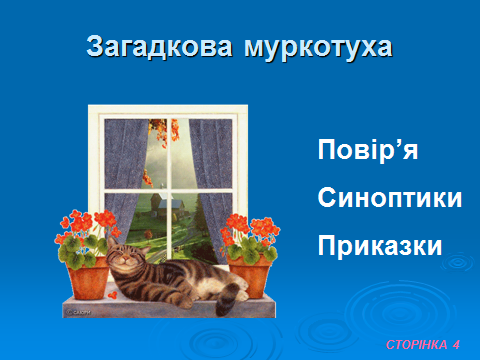 Загадкова муркотуха
Повір’я
Синоптики
Приказки
СТОРІНКА 4